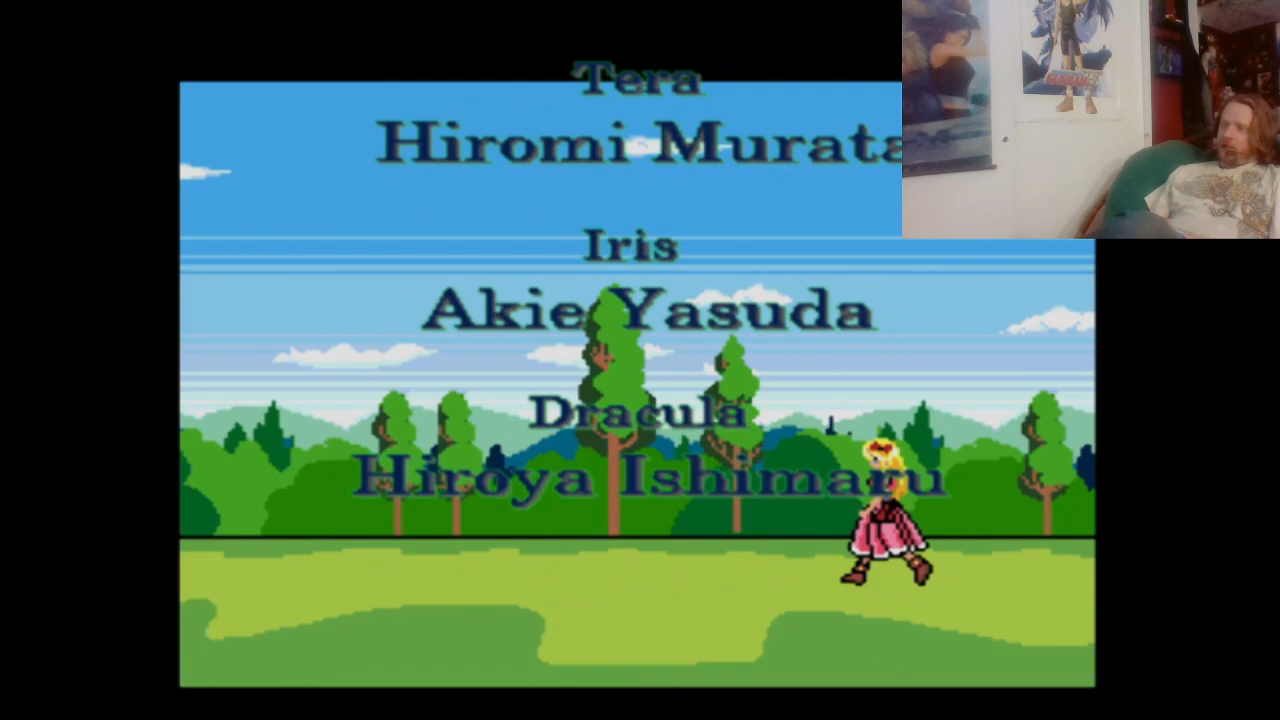 Tera
Hiromi Murata
Iris
Akie Yasuda
Dracula
Hiroya Ishimaru